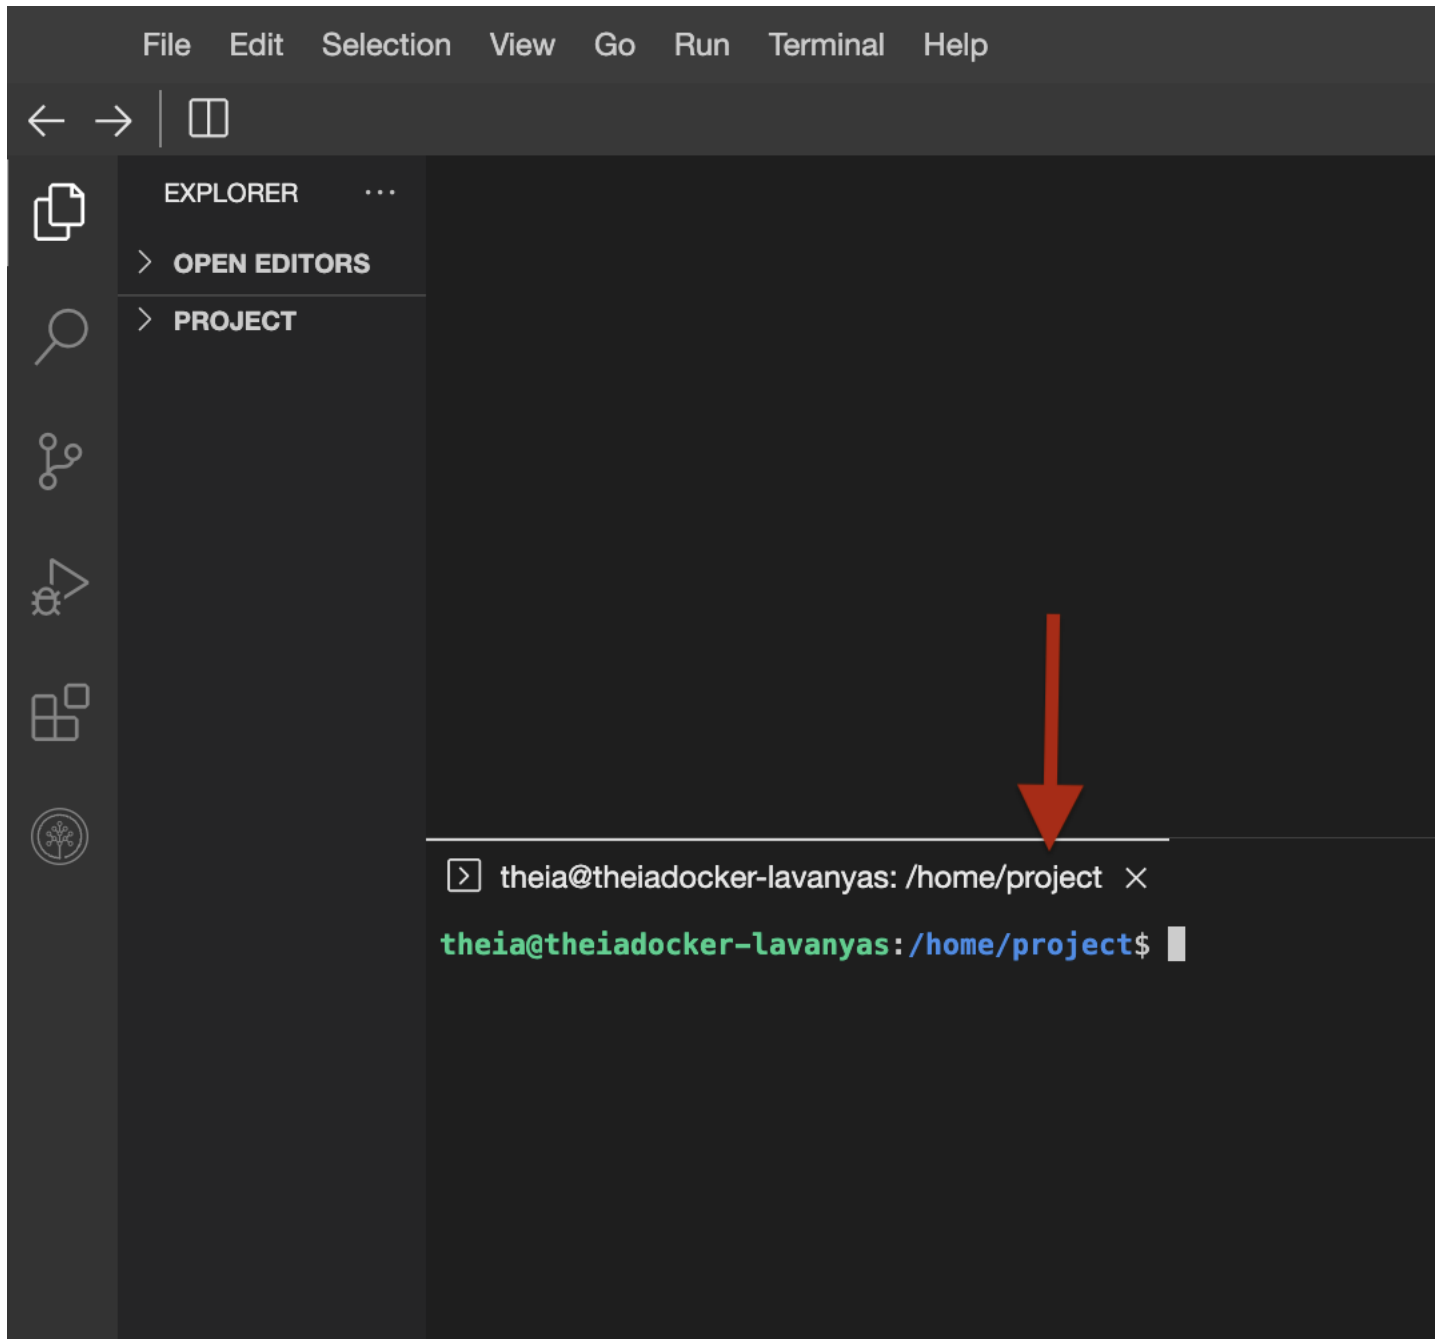 File Edit Selection View Go Run Terminal Help
EXPLORER ...
OPEN EDITORS
PROJECT
theia@theiadocker-lavanyas: /home/project
theia@theiadocker-lavanyas:/home/project$